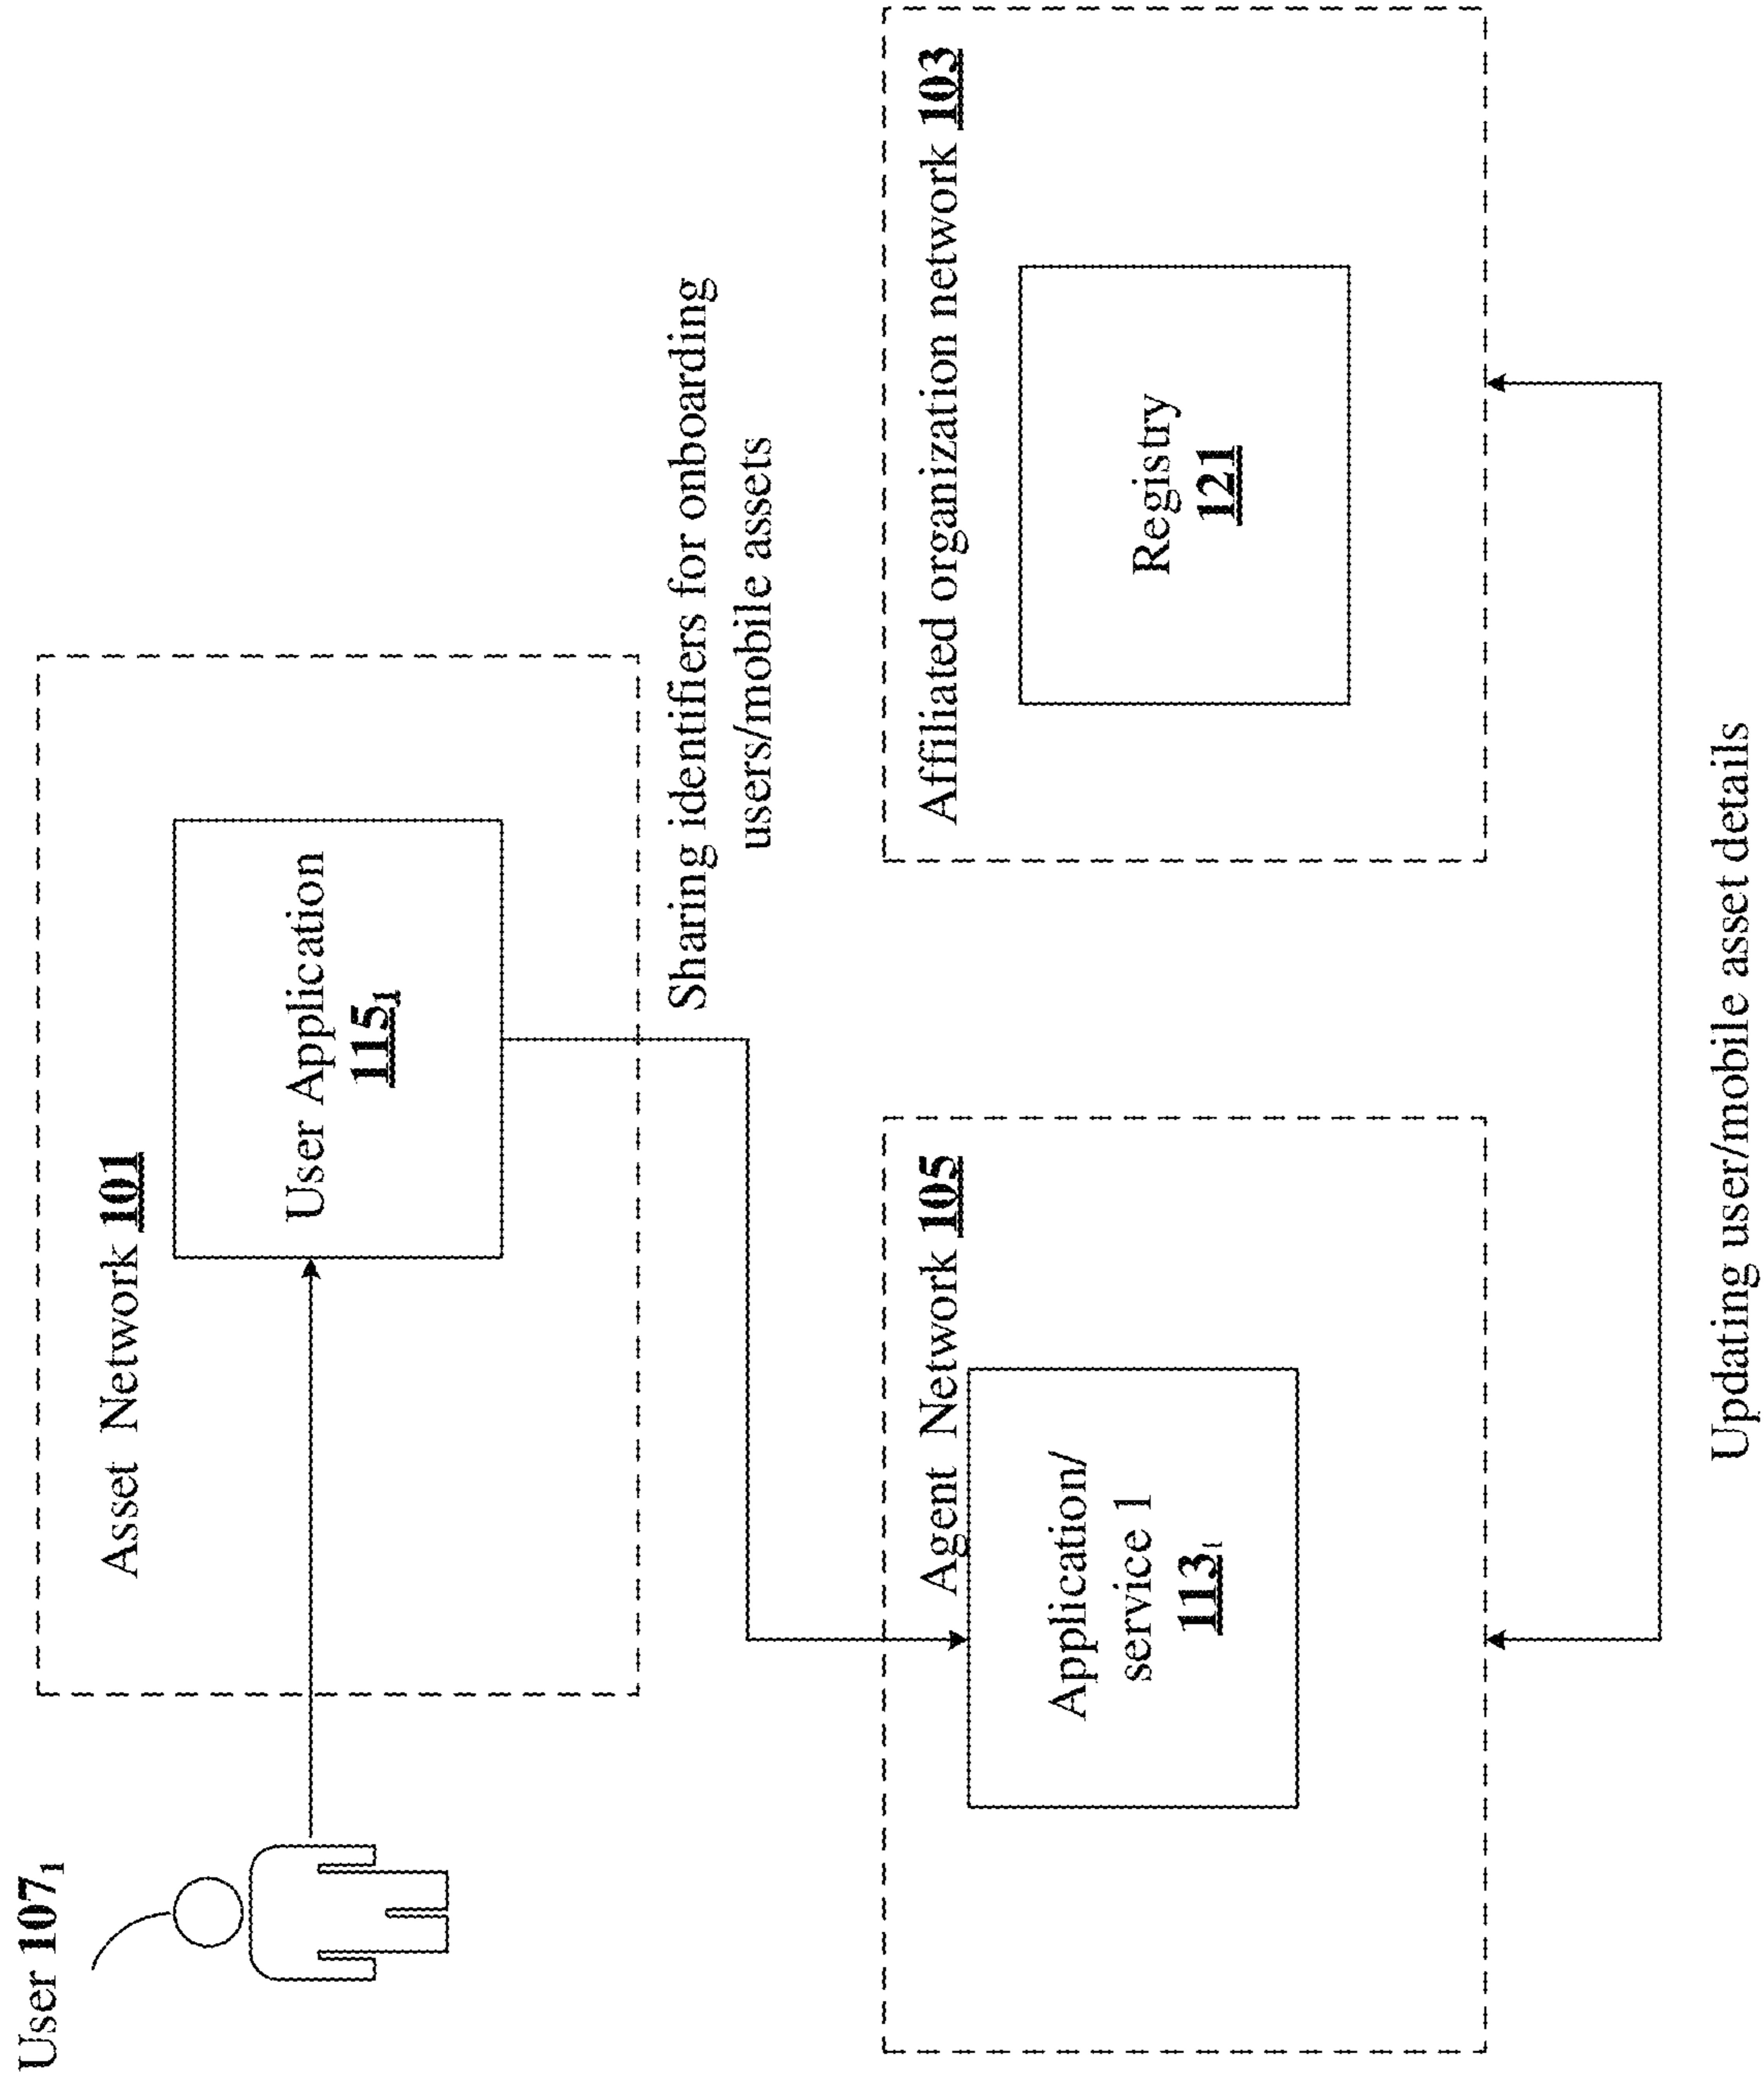 User 107₁
Asset Network 101
User Application
115₁
Sharing identifiers for onboarding
users/mobile assets
Agent Network 105
Application/
service 1
113₁
Affiliated organization network 103
Registry
121
Updating user/mobile asset details